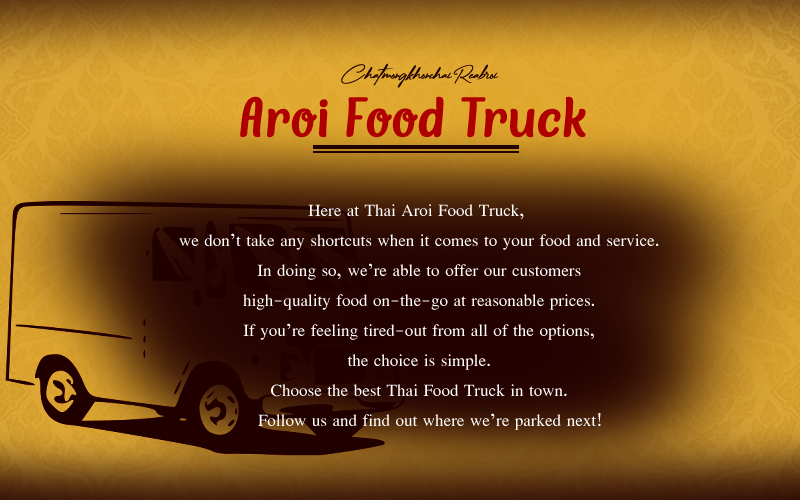 Chatmongkhonchai Reabroi
Aroi Food Truck
Here at Thai Aroi Food Truck,
we don't take any shortcuts when it comes to your food and service.
In doing so, we're able to offer our customers
high-quality food on-the-go at reasonable prices.
If you're feeling tired-out from all of the options,
the choice is simple.
Choose the best Thai Food Truck in town.
Follow us and find out where we're parked next!